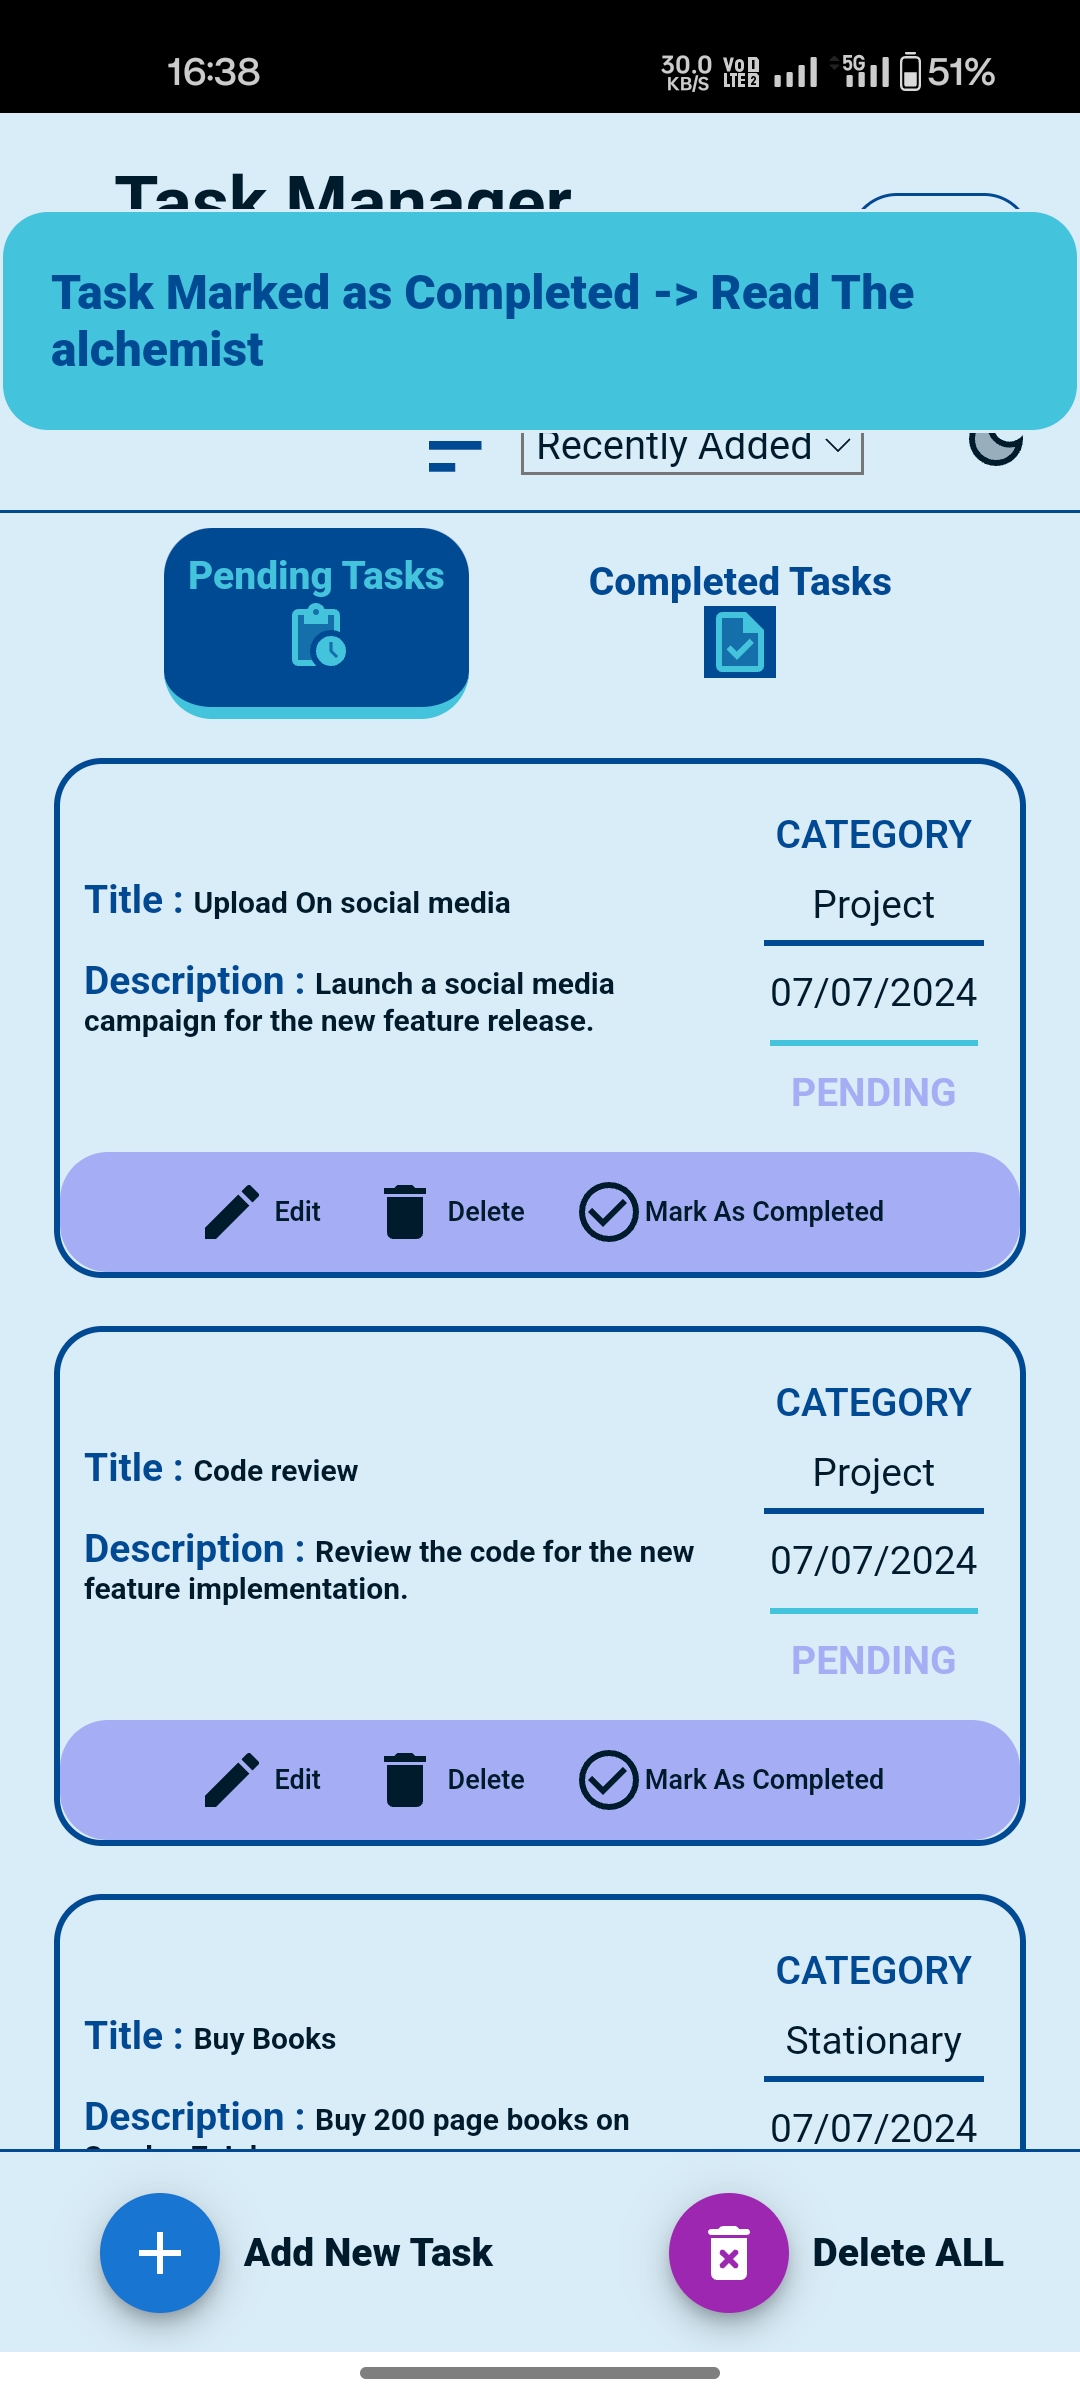 16:38
30.0 KB/S
VoD LTE 2
5G
51%
Task Manager
Task Marked as Completed -> Read The
alchemist
Recently Added
Pending Tasks
Completed Tasks
CATEGORY
Title : Upload On social media
Project
Description : Launch a social media
campaign for the new feature release.
07/07/2024
PENDING
Edit
Delete
Mark As Completed
CATEGORY
Title : Code review
Project
Description : Review the code for the new
feature implementation.
07/07/2024
PENDING
Edit
Delete
Mark As Completed
CATEGORY
Title : Buy Books
Stationary
Description : Buy 200 page books on
07/07/2024
Add New Task
Delete ALL